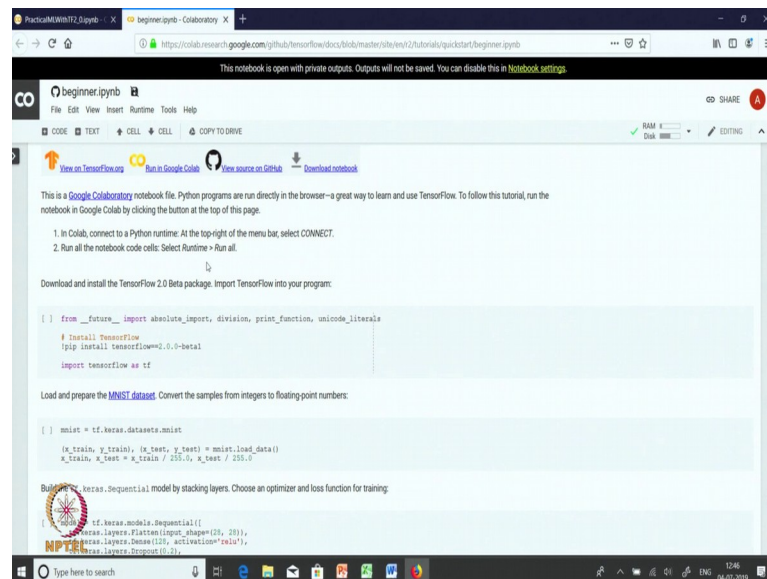 PracticalMLWithTF2_0.ipynb - C X
beginner.ipynb - Colaboratory X +
https://colab.research.google.com/github/tensorflow/docs/blob/master/site/en/r2/tutorials/quickstart/beginner.ipynb
This notebook is open with private outputs. Outputs will not be saved. You can disable this in Notebook settings.
CO
beginner.ipynb
SHARE
A
File Edit View Insert Runtime Tools Help
CODE TEXT CELL CELL COPY TO DRIVE
RAM
Disk
EDITING
View on TensorFlow.org Run in Google Colab View source on GitHub Download notebook
This is a Google Colaboratory notebook file. Python programs are run directly in the browser—a great way to learn and use TensorFlow. To follow this tutorial, run the
notebook in Google Colab by clicking the button at the top of this page.
1. In Colab, connect to a Python runtime: At the top-right of the menu bar, select CONNECT.
2. Run all the notebook code cells: Select Runtime > Run all.
Download and install the TensorFlow 2.0 Beta package. Import TensorFlow into your program:
[ ] from __future__ import absolute_import, division, print_function, unicode_literals
# Install TensorFlow
!pip install tensorflow==2.0.0-beta1
import tensorflow as tf
Load and prepare the MNIST dataset. Convert the samples from integers to floating-point numbers:
[ ] mnist = tf.keras.datasets.mnist
(x_train, y_train), (x_test, y_test) = mnist.load_data()
x_train, x_test = x_train / 255.0, x_test / 255.0
.keras.Sequential model by stacking layers. Choose an optimizer and loss function for training:
tf.keras.models.Sequential([
keras.layers.Flatten(input_shape=(28, 28)),
keras.layers.Dense(128, activation='relu'),
keras.layers.Dropout(0.2),
NPTEL
Type here to search
ENG
12:46
04-07-2019